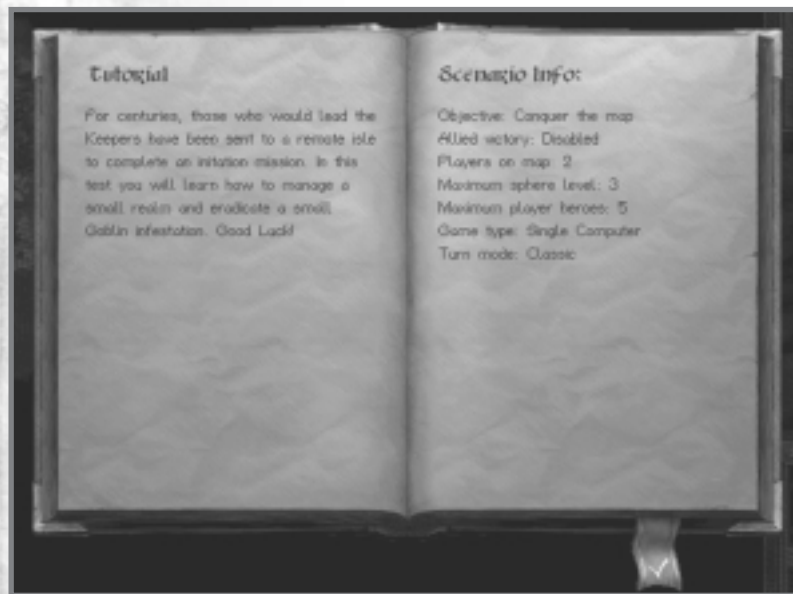 Tutorial
For centuries, those who would lead the
Keepers have been sent to a remote isle
to complete an initation mission. In this
test you will learn how to manage a
small realm and eradicate a small
Goblin infestation. Good Luck!
Scenario Info:
Objective: Conquer the map
Allied victory: Disabled
Players on map: 2
Maximum sphere level: 3
Maximum player heroes: 5
Game type: Single Computer
Turn mode: Classic